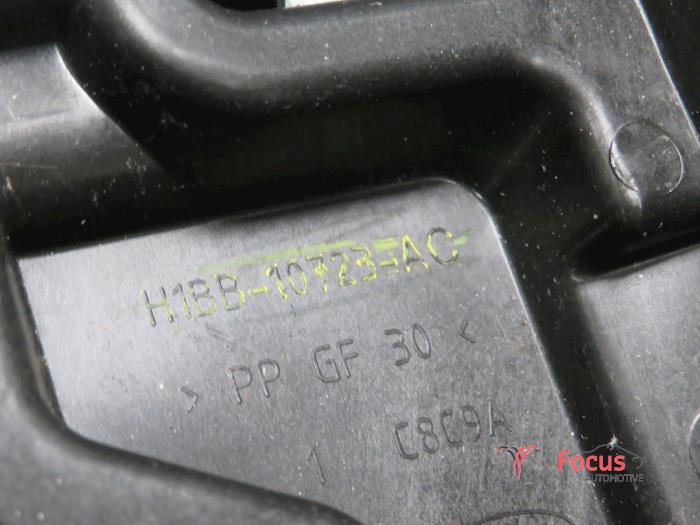 H1BB-10723-AC
> PP GF 30 <
1 C8C9A
Focus
AUTOMOTIVE